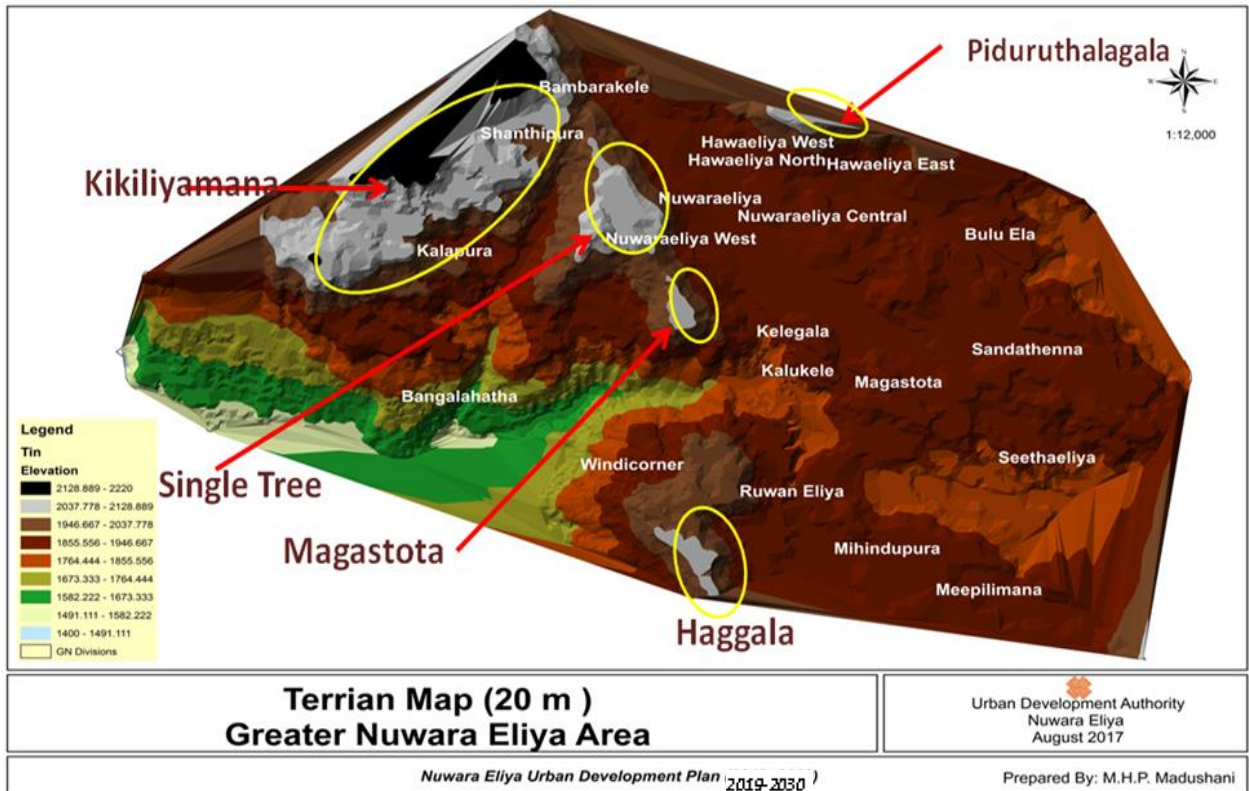 Piduruthalagala
N
W
E
S
1:12,000
Bambarakele
Shanthipura
Hawaeliya West
Hawaeliya North
Hawaeliya East
Kikiliyamana
Nuwaraeliya
Nuwaraeliya Central
Bulu Ela
Nuwaraeliya West
Kalapura
Kelegala
Sandathenna
Kalukele
Magastota
Bangalahatha
Seethaeliya
Windicorner
Single Tree
Ruwan Eliya
Magastota
Mihindupura
Meepilimana
Haggala
Legend
Tin
Elevation
2128.889 - 2220
2037.778 - 2128.889
1946.667 - 2037.778
1855.556 - 1946.667
1764.444 - 1855.556
1673.333 - 1764.444
1582.222 - 1673.333
1491.111 - 1582.222
1400 - 1491.111
GN Divisions
Terrian Map (20 m )
Greater Nuwara Eliya Area
Urban Development Authority
Nuwara Eliya
August 2017
Nuwara Eliya Urban Development Plan ( 2019-2030 )
Prepared By: M.H.P. Madushani